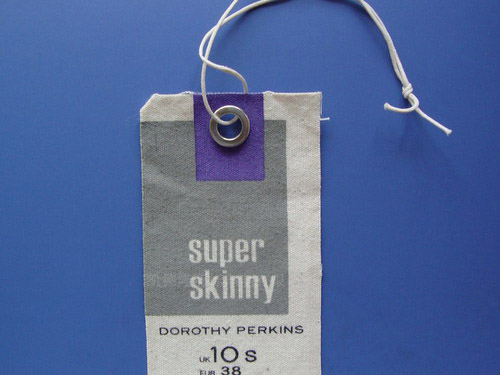 super
skinny
DOROTHY PERKINS
UK 10 S
EUR 38